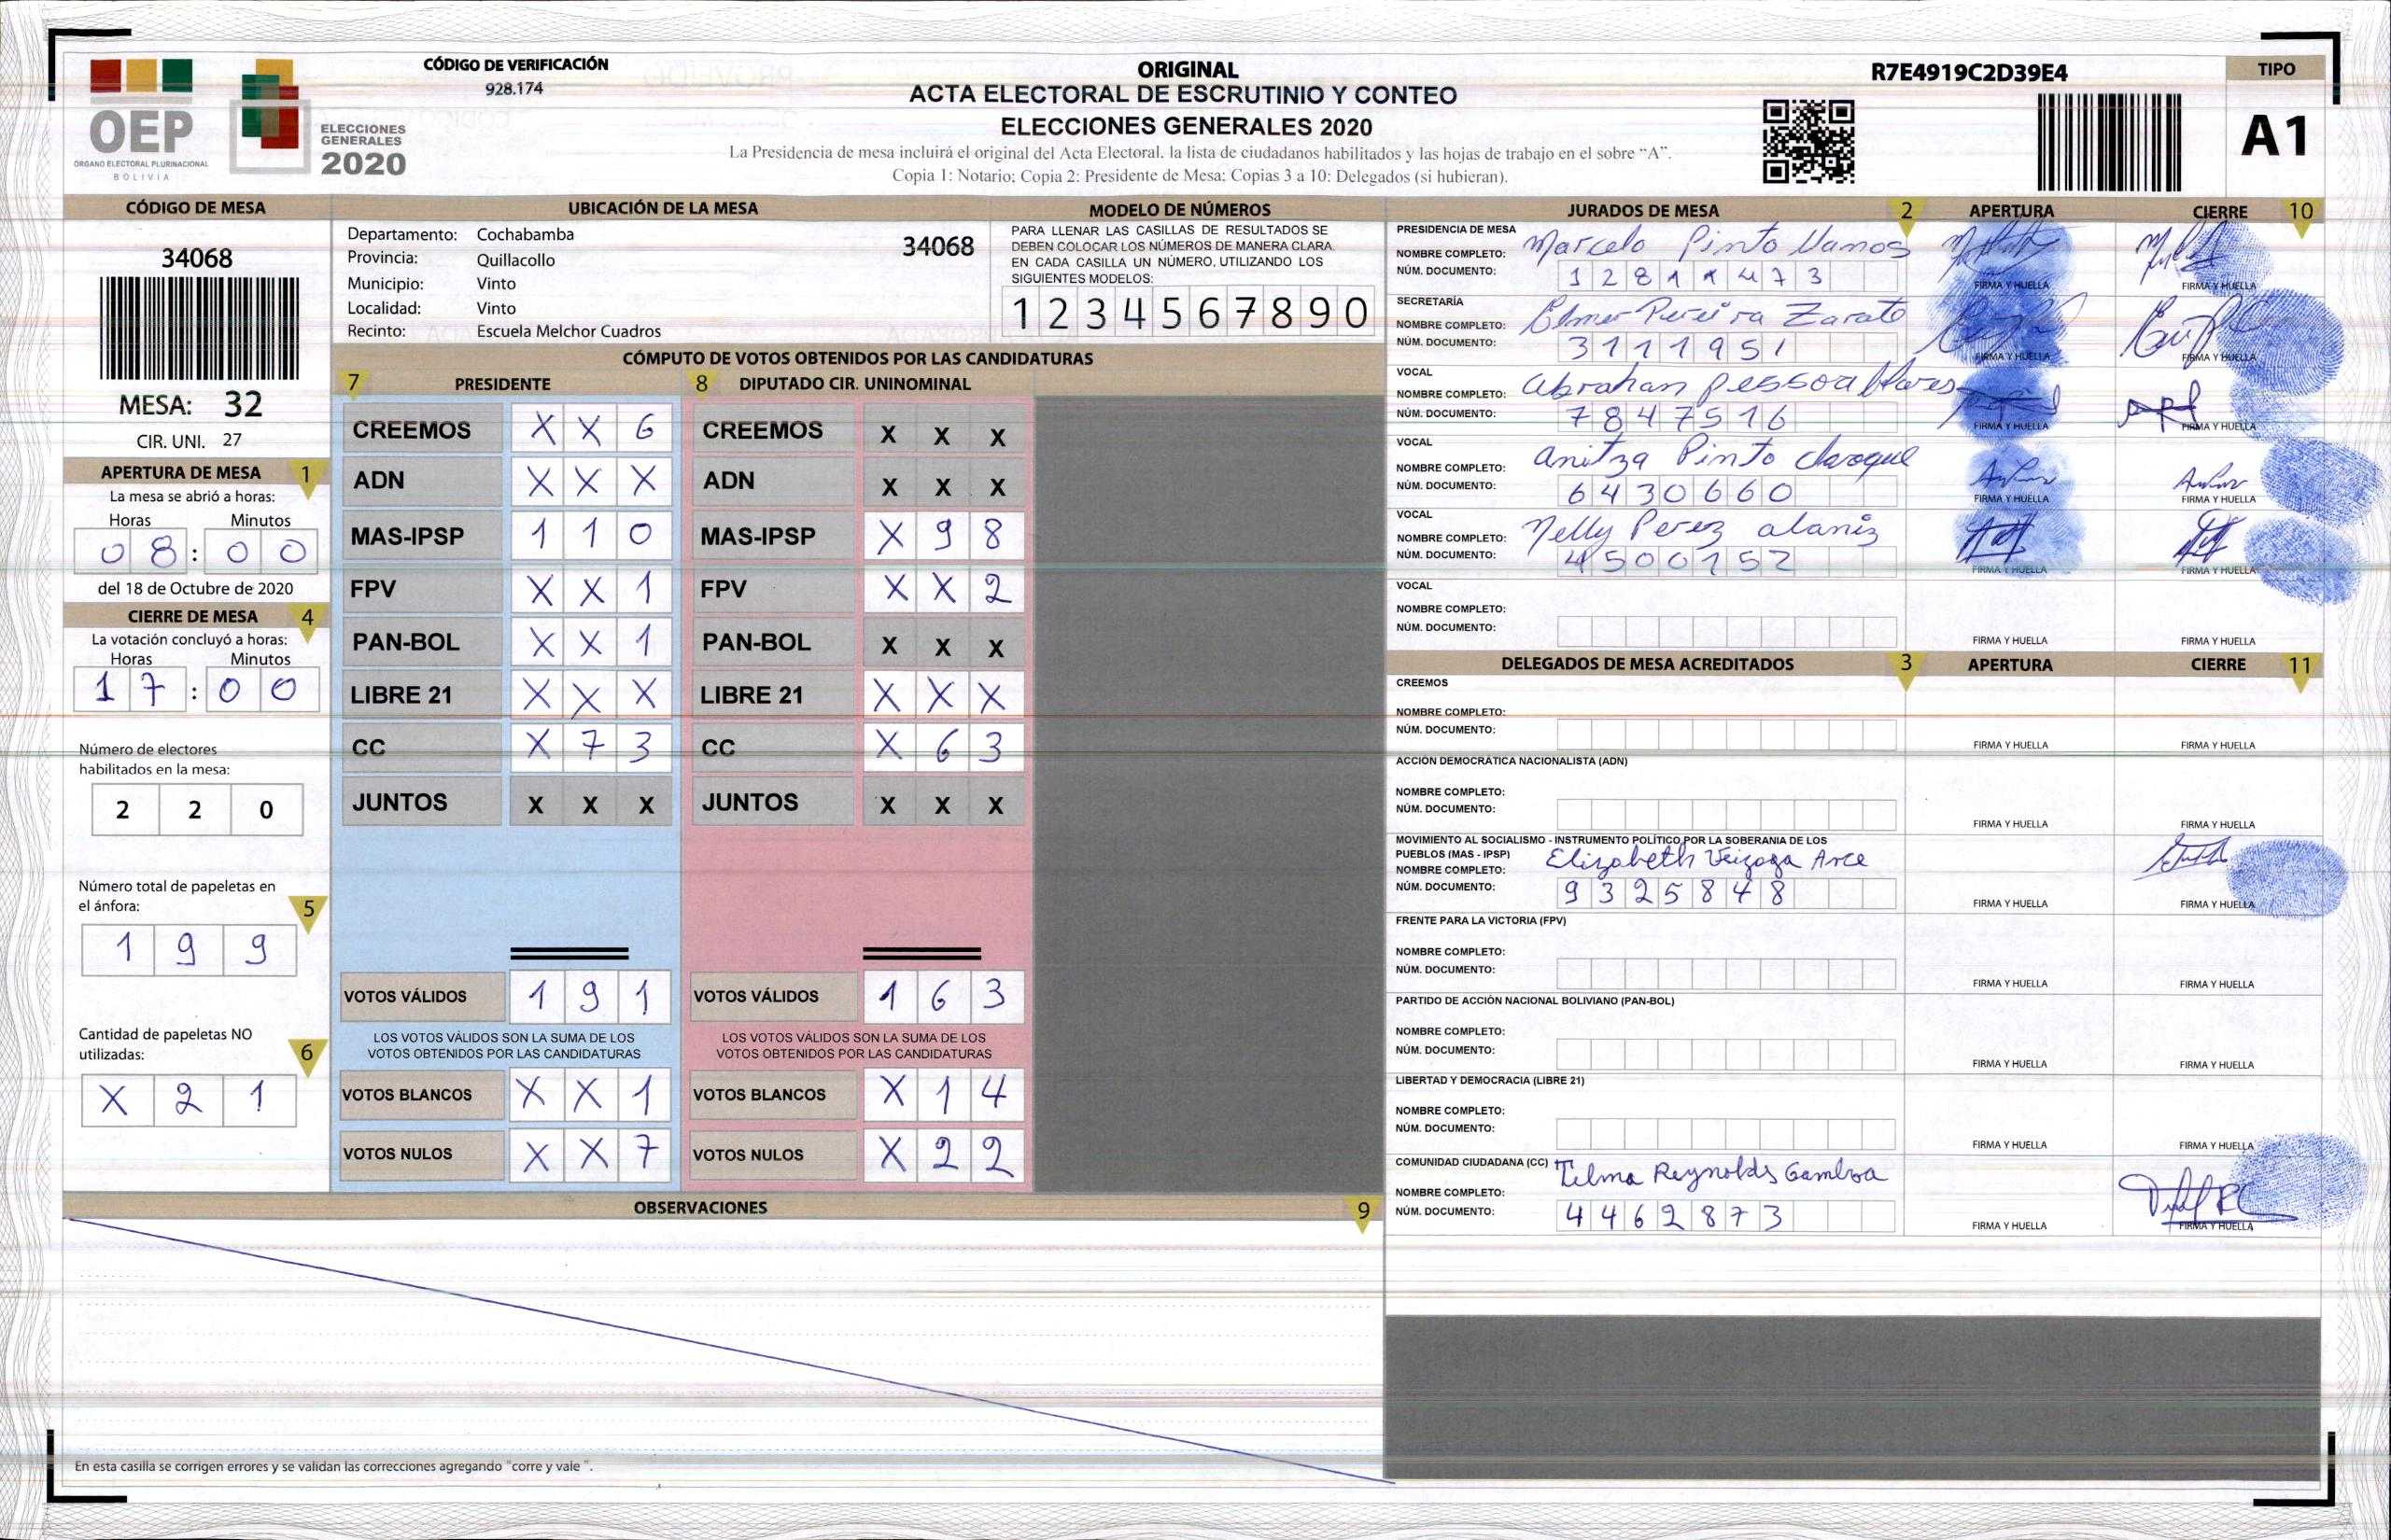 CÓDIGO DE VERIFICACIÓN
928.174
OEP
ÓRGANO ELECTORAL PLURINACIONAL
BOLIVIA
ELECCIONES
GENERALES
2020
ORIGINAL
ACTA ELECTORAL DE ESCRUTINIO Y CONTEO
ELECCIONES GENERALES 2020
La Presidencia de mesa incluirá el original del Acta Electoral, la lista de ciudadanos habilitados y las hojas de trabajo en el sobre "A".
Copia 1: Notario; Copia 2: Presidente de Mesa; Copias 3 a 10: Delegados (si hubieran).
R7E4919C2D39E4
TIPO
A1
CÓDIGO DE MESA
34068
MESA: 32
CIR. UNI. 27
APERTURA DE MESA 1
La mesa se abrió a horas:
Horas Minutos
0 8 : 0 0
del 18 de Octubre de 2020
CIERRE DE MESA 4
La votación concluyó a horas:
Horas Minutos
1 7 : 0 0
Número de electores
habilitados en la mesa:
2 2 0
Número total de papeletas en
el ánfora: 5
1 9 9
Cantidad de papeletas NO
utilizadas: 6
X 2 1
UBICACIÓN DE LA MESA
Departamento: Cochabamba
34068
Provincia: Quillacollo
Municipio: Vinto
Localidad: Vinto
Recinto: Escuela Melchor Cuadros
MODELO DE NÚMEROS
PARA LLENAR LAS CASILLAS DE RESULTADOS SE
DEBEN COLOCAR LOS NÚMEROS DE MANERA CLARA.
EN CADA CASILLA UN NÚMERO, UTILIZANDO LOS
SIGUIENTES MODELOS:
1 2 3 4 5 6 7 8 9 0
CÓMPUTO DE VOTOS OBTENIDOS POR LAS CANDIDATURAS
7 PRESIDENTE 8 DIPUTADO CIR. UNINOMINAL
CREEMOS X X 6 CREEMOS X X X
ADN X X X ADN X X X
MAS-IPSP 1 1 0 MAS-IPSP X 9 8
FPV X X 1 FPV X X 2
PAN-BOL X X 1 PAN-BOL X X X
LIBRE 21 X X X LIBRE 21 X X X
CC X 7 3 CC X 6 3
JUNTOS X X X JUNTOS X X X
VOTOS VÁLIDOS 1 9 1 VOTOS VÁLIDOS 1 6 3
LOS VOTOS VÁLIDOS SON LA SUMA DE LOS LOS VOTOS VÁLIDOS SON LA SUMA DE LOS
VOTOS OBTENIDOS POR LAS CANDIDATURAS VOTOS OBTENIDOS POR LAS CANDIDATURAS
VOTOS BLANCOS X X 1 VOTOS BLANCOS X 1 4
VOTOS NULOS X X 7 VOTOS NULOS X 2 2
OBSERVACIONES 9
En esta casilla se corrigen errores y se validan las correcciones agregando "corre y vale".
JURADOS DE MESA 2 APERTURA CIERRE 10
PRESIDENCIA DE MESA
NOMBRE COMPLETO: Marcelo Pinto Llanos
NÚM. DOCUMENTO: 1 2 8 1 1 4 7 3
FIRMA Y HUELLA FIRMA Y HUELLA
SECRETARÍA
NOMBRE COMPLETO: Elmer Pereira Zarate
NÚM. DOCUMENTO: 3 1 1 1 9 5 1
FIRMA Y HUELLA FIRMA Y HUELLA
VOCAL
NOMBRE COMPLETO: Abrahan pessoa
NÚM. DOCUMENTO: 7 8 4 7 5 1 6
FIRMA Y HUELLA FIRMA Y HUELLA
VOCAL
NOMBRE COMPLETO: anitza Pinto
NÚM. DOCUMENTO: 6 4 3 0 6 6 0
FIRMA Y HUELLA FIRMA Y HUELLA
VOCAL
NOMBRE COMPLETO: Nelly Perez alaniz
NÚM. DOCUMENTO: 4 5 0 0 1 5 2
FIRMA Y HUELLA FIRMA Y HUELLA
VOCAL
NOMBRE COMPLETO:
NÚM. DOCUMENTO:
FIRMA Y HUELLA FIRMA Y HUELLA
DELEGADOS DE MESA ACREDITADOS 3 APERTURA CIERRE 11
CREEMOS
NOMBRE COMPLETO:
NÚM. DOCUMENTO:
FIRMA Y HUELLA FIRMA Y HUELLA
ACCIÓN DEMOCRÁTICA NACIONALISTA (ADN)
NOMBRE COMPLETO:
NÚM. DOCUMENTO:
FIRMA Y HUELLA FIRMA Y HUELLA
MOVIMIENTO AL SOCIALISMO - INSTRUMENTO POLÍTICO POR LA SOBERANIA DE LOS
PUEBLOS (MAS - IPSP)
NOMBRE COMPLETO: Elizabeth Veizaga Arce
NÚM. DOCUMENTO: 9 3 2 5 8 4 8
FIRMA Y HUELLA FIRMA Y HUELLA
FRENTE PARA LA VICTORIA (FPV)
NOMBRE COMPLETO:
NÚM. DOCUMENTO:
FIRMA Y HUELLA FIRMA Y HUELLA
PARTIDO DE ACCIÓN NACIONAL BOLIVIANO (PAN-BOL)
NOMBRE COMPLETO:
NÚM. DOCUMENTO:
FIRMA Y HUELLA FIRMA Y HUELLA
LIBERTAD Y DEMOCRACIA (LIBRE 21)
NOMBRE COMPLETO:
NÚM. DOCUMENTO:
FIRMA Y HUELLA FIRMA Y HUELLA
COMUNIDAD CIUDADANA (CC)
NOMBRE COMPLETO: Telma Reynolds Gamboa
NÚM. DOCUMENTO: 4 4 6 2 8 7 3
FIRMA Y HUELLA FIRMA Y HUELLA